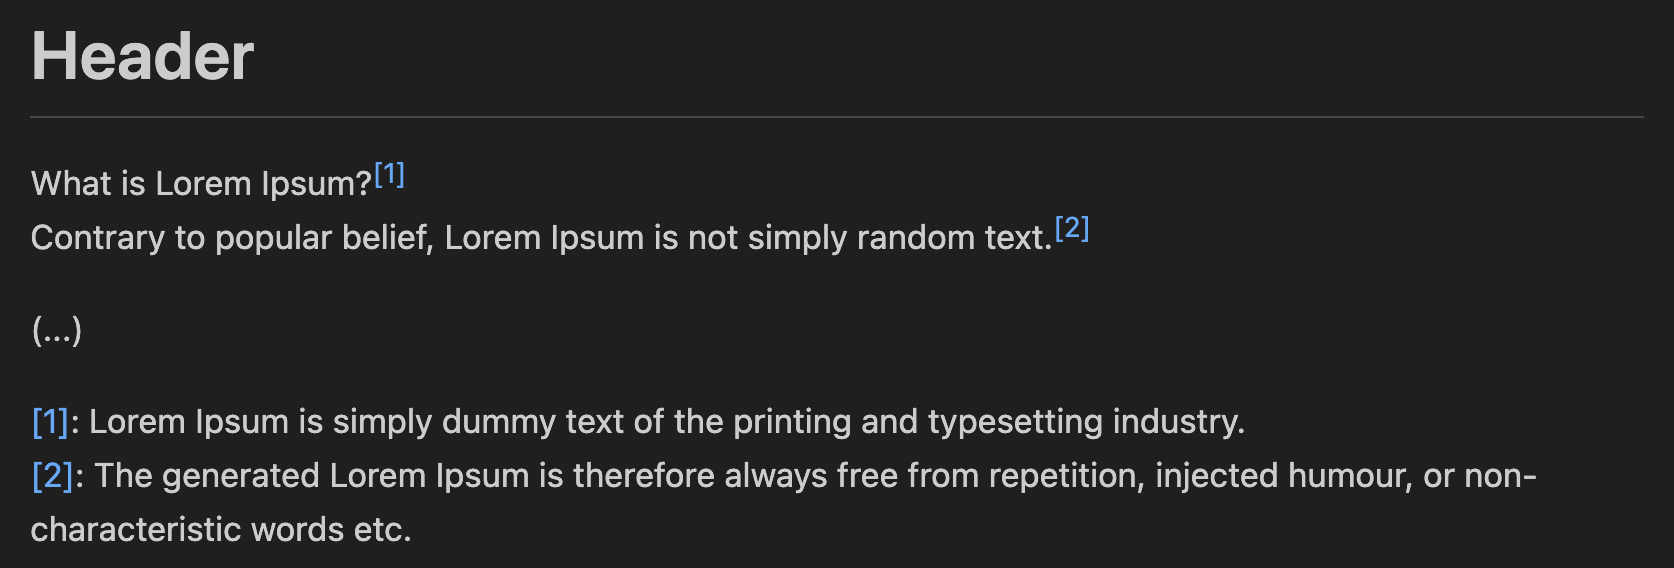 Header
What is Lorem Ipsum?[1]
Contrary to popular belief, Lorem Ipsum is not simply random text.[2]
(...)
[1]: Lorem Ipsum is simply dummy text of the printing and typesetting industry.
[2]: The generated Lorem Ipsum is therefore always free from repetition, injected humour, or non-
characteristic words etc.